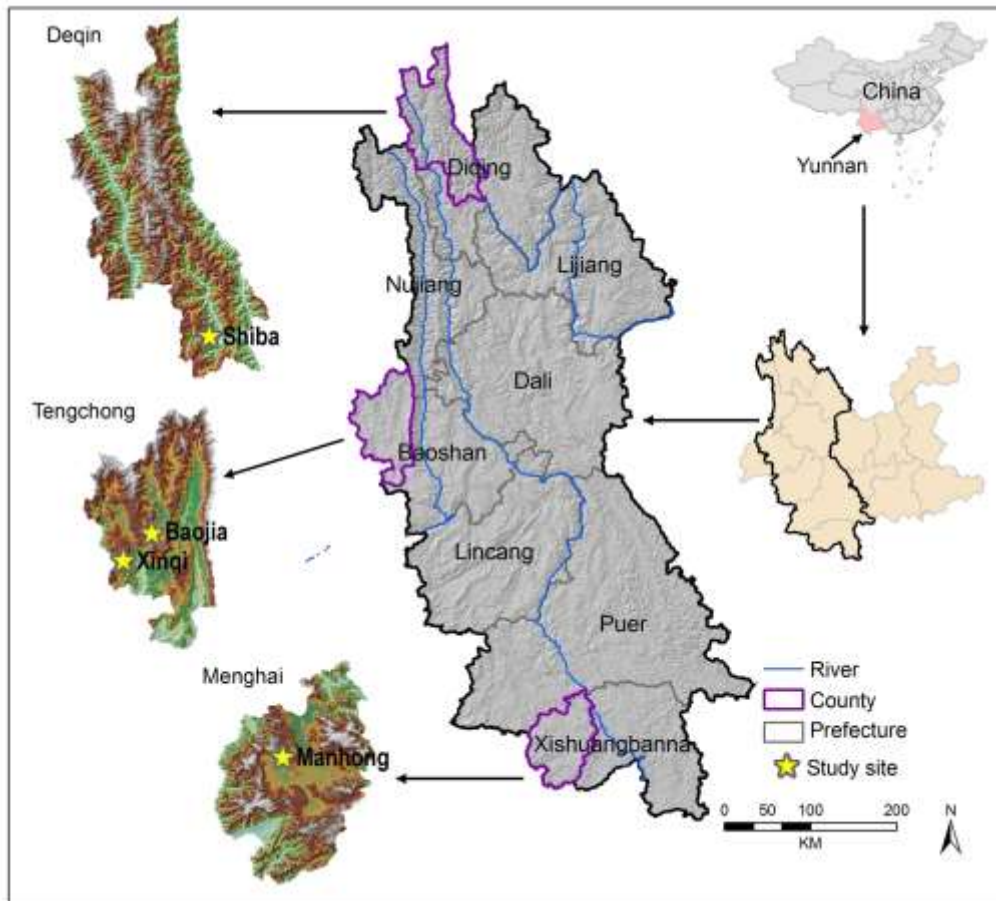 Deqin
China
Yunnan
Diqing
Nujiang
Lijiang
Shiba
Dali
Tengchong
Baoshan
Baojia
Xinqi
Lincang
Puer
Menghai
River
County
Prefecture
Study site
Manhong
Xishuangbanna
0 50 100 200
KM
N